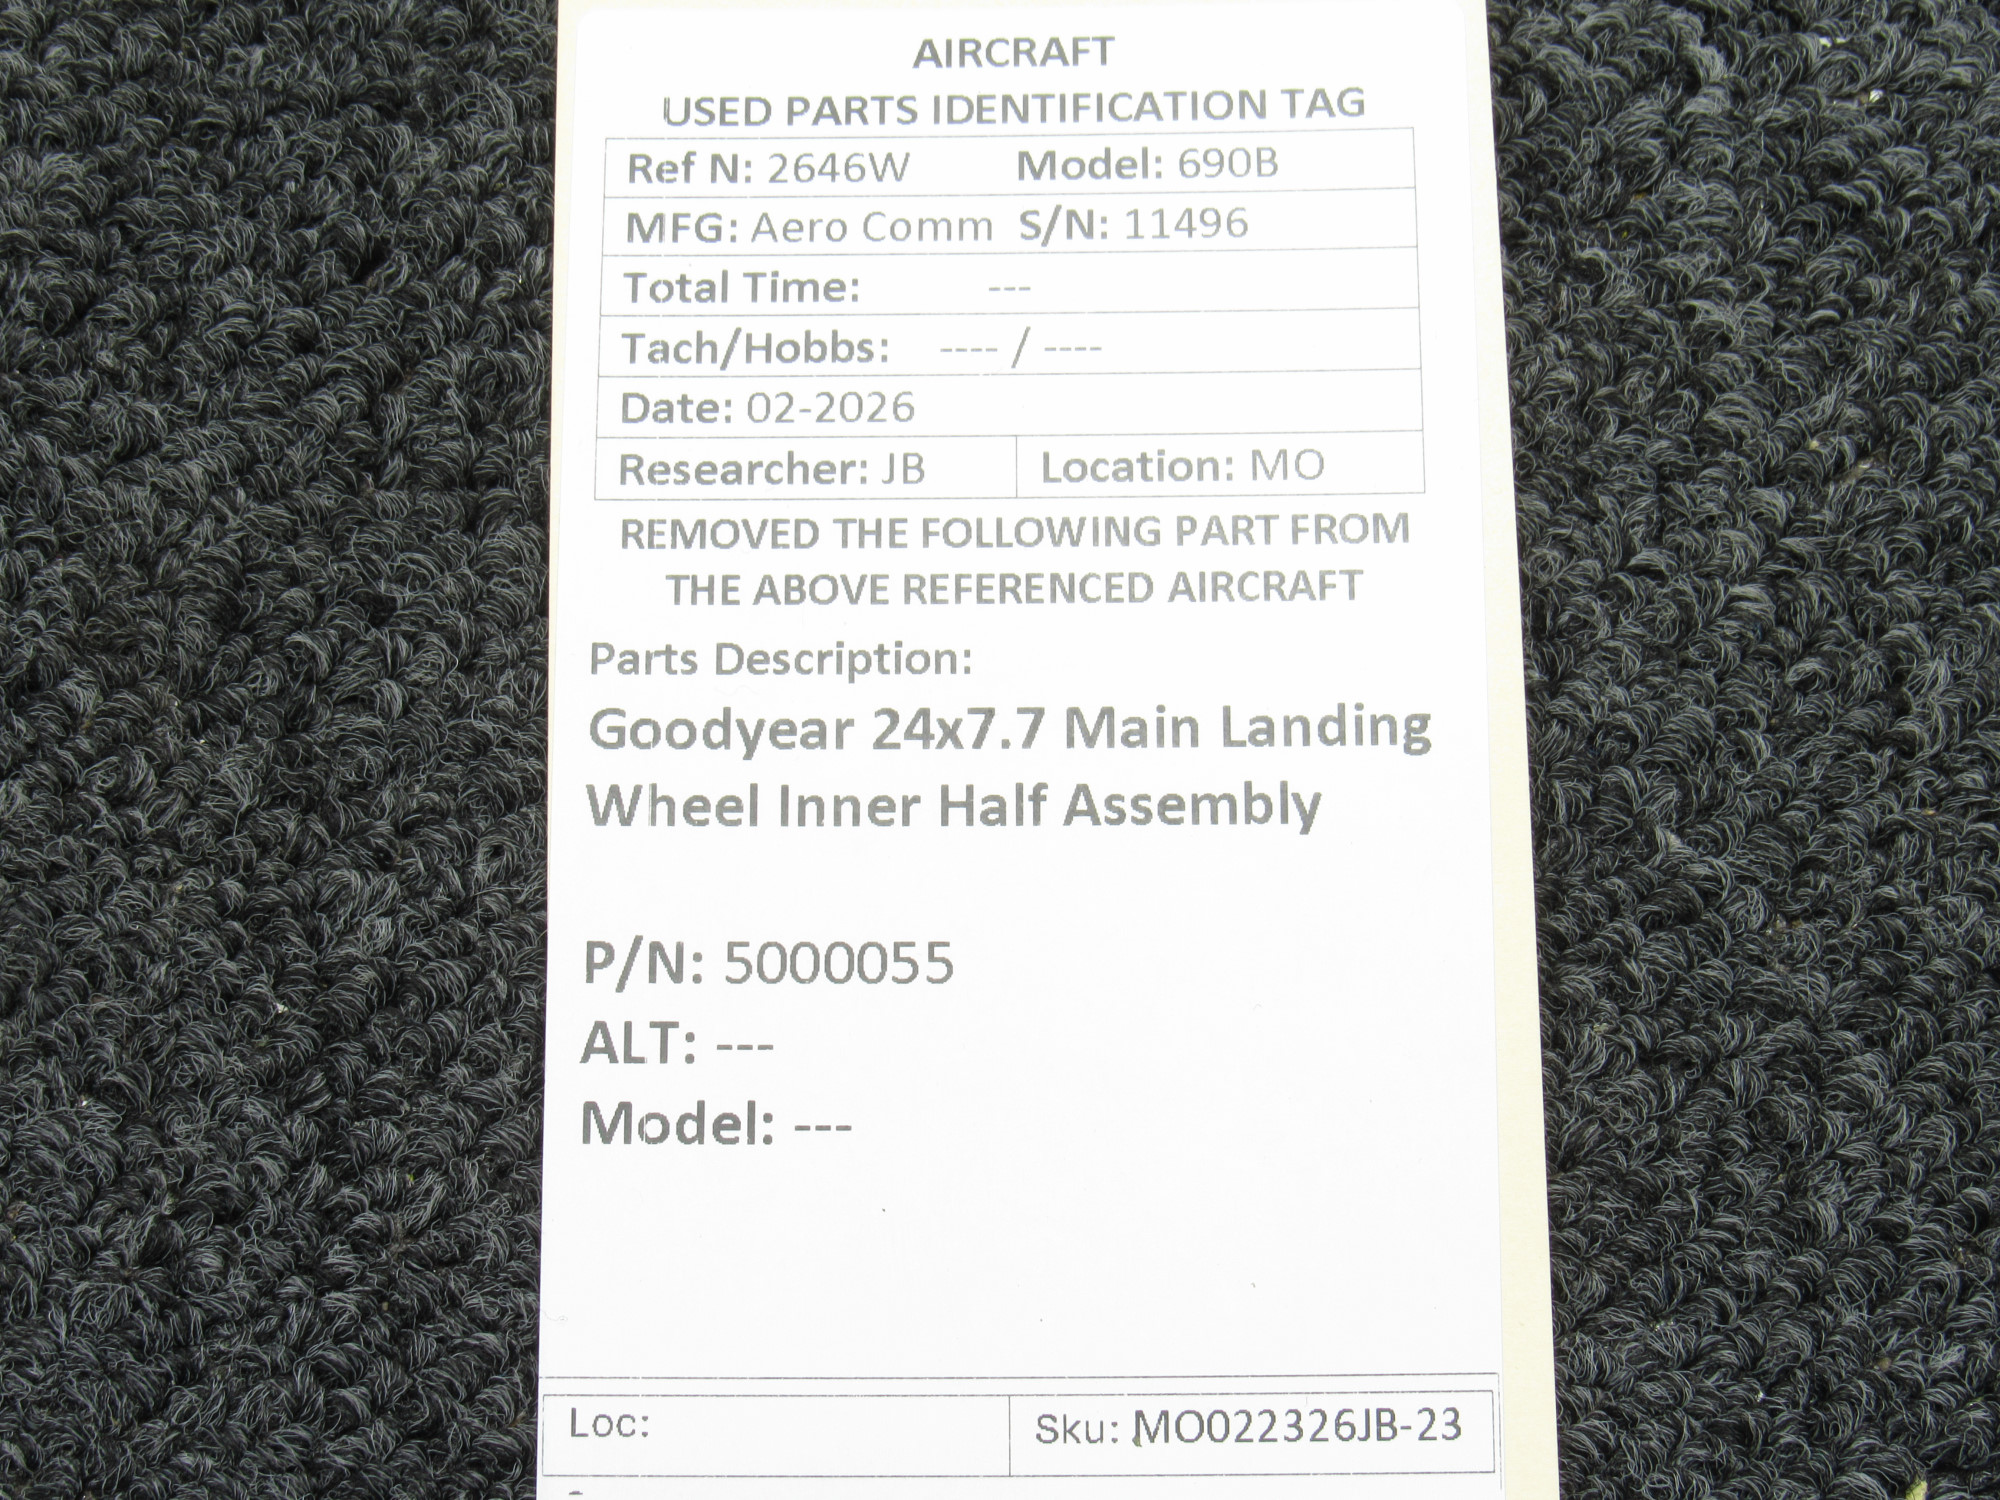 AIRCRAFT
USED PARTS IDENTIFICATION TAG
Ref N: 2646W Model: 690B
MFG: Aero Comm S/N: 11496
Total Time: ---
Tach/Hobbs: ---- / ----
Date: 02-2026
Researcher: JB Location: MO
REMOVED THE FOLLOWING PART FROM
THE ABOVE REFERENCED AIRCRAFT
Parts Description:
Goodyear 24x7.7 Main Landing
Wheel Inner Half Assembly
P/N: 5000055
ALT: ---
Model: ---
Loc: Sku: MO022326JB-23